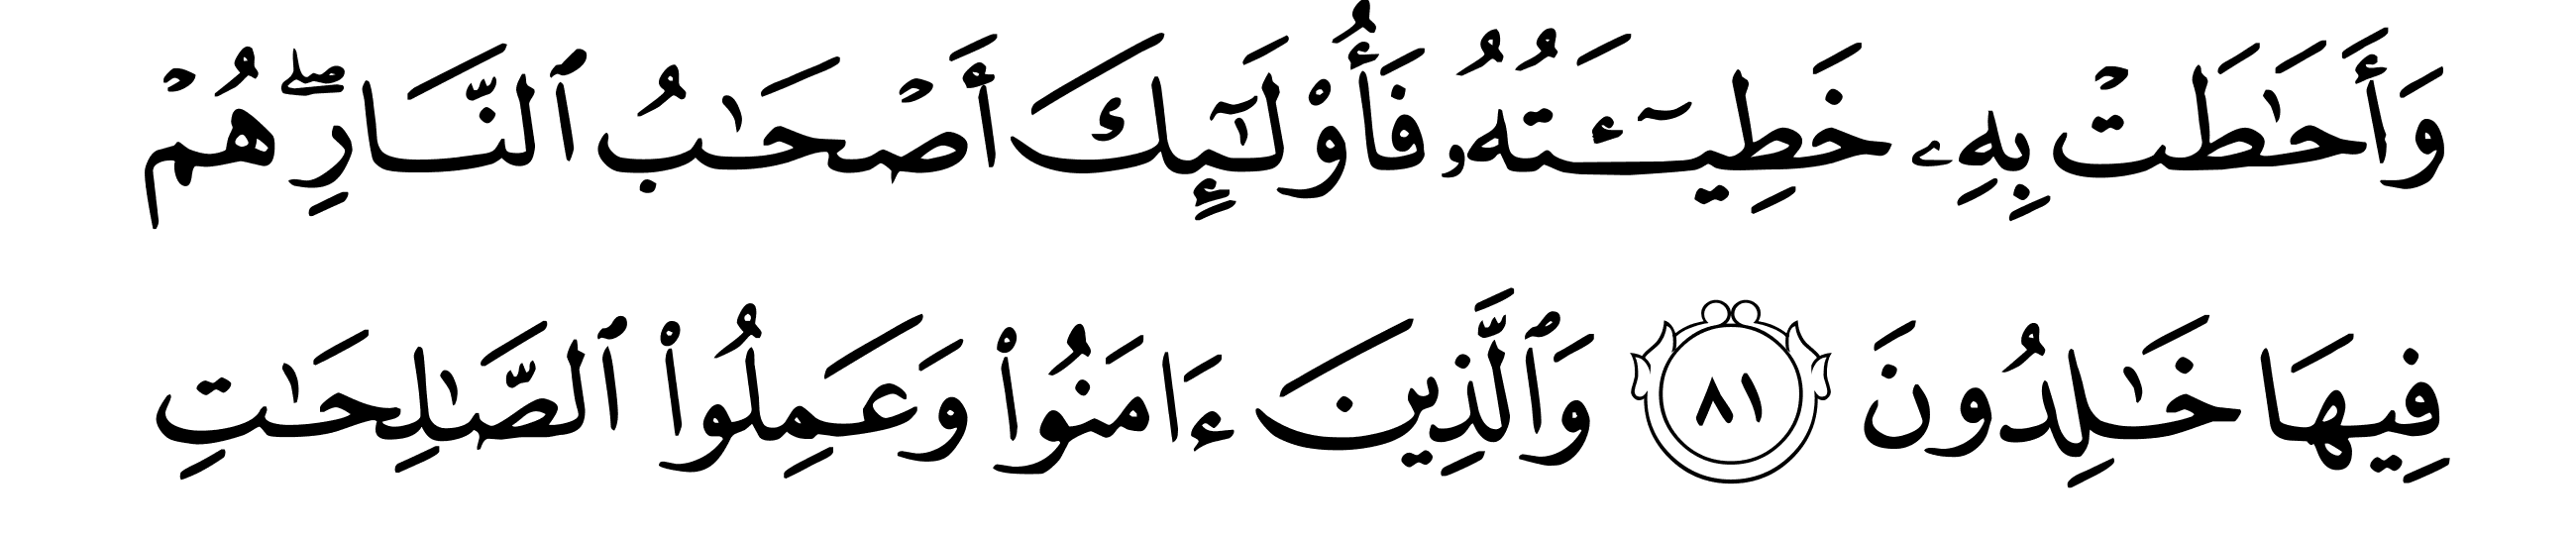 وَأَحَٰطَتۡ بِهِۦ خَطِيٓـَٔتُهُۥ فَأُوْلَٰٓئِكَ أَصۡحَٰبُ ٱلنَّارِۖ هُمۡ
فِيهَا خَٰلِدُونَ ٨١ وَٱلَّذِينَ ءَامَنُواْ وَعَمِلُواْ ٱلصَّٰلِحَٰتِ